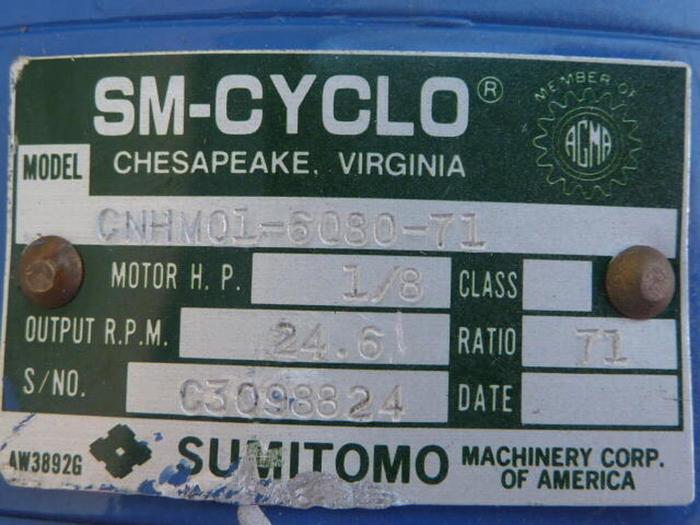 SM-CYCLO®
MEMBER OF
AGMA
CHESAPEAKE, VIRGINIA
MODEL
CNHM01-6080-71
MOTOR H. P. 1/8 CLASS
OUTPUT R.P.M. 24.6 RATIO 71
S/NO. C3098824 DATE
AW3892G SUMITOMO MACHINERY CORP.
OF AMERICA